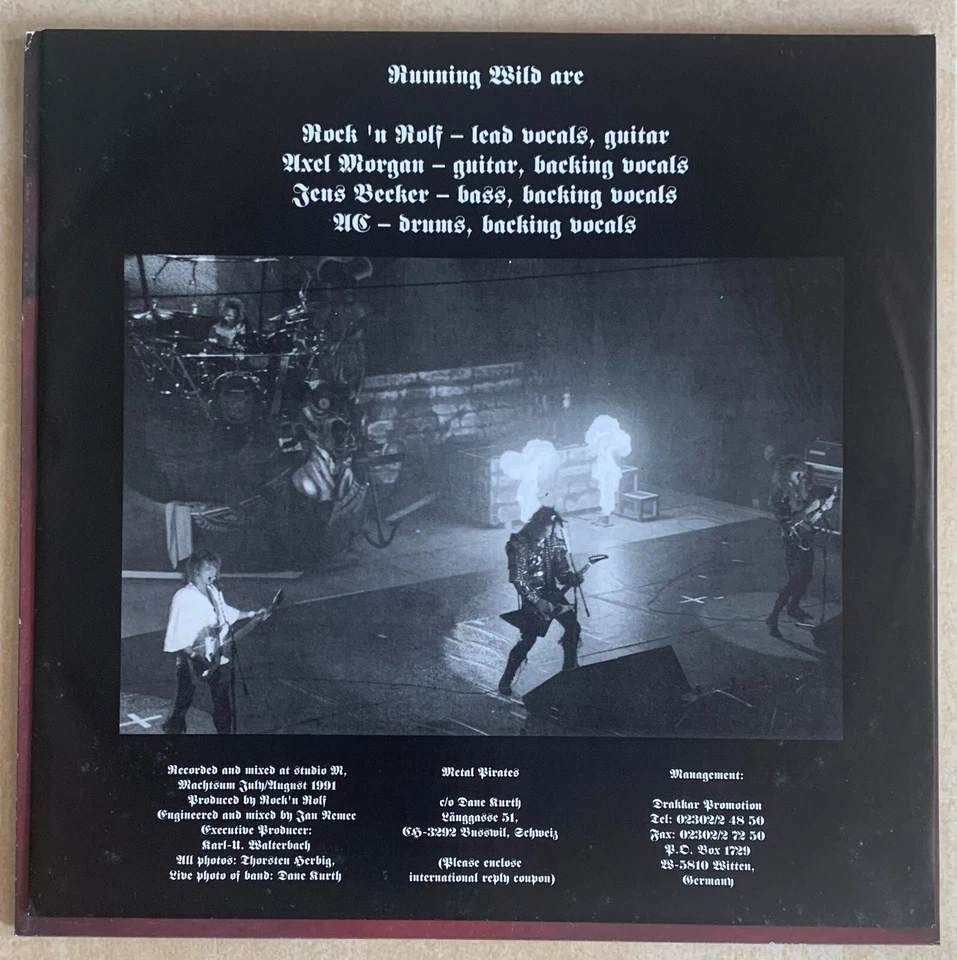 Running Wild are
Rock 'n Rolf – lead vocals, guitar
Axel Morgan – guitar, backing vocals
Jens Becker – bass, backing vocals
AC – drums, backing vocals
Recorded and mixed at studio M,
Machtsum July/August 1991
Produced by Rock'n Rolf
Engineered and mixed by Jan Nemec
Executive Producer:
Karl-U. Walterbach
All photos: Thorsten Herbig,
Live photo of band: Dane Kurth
Metal Pirates
c/o Dane Kurth
Länggasse 51,
CH-3292 Busswil, Schweiz
(Please enclose
international reply coupon)
Management:
Drakkar Promotion
Tel: 02302/2 48 50
Fax: 02302/2 72 50
P.O. Box 1729
W-5810 Witten,
Germany